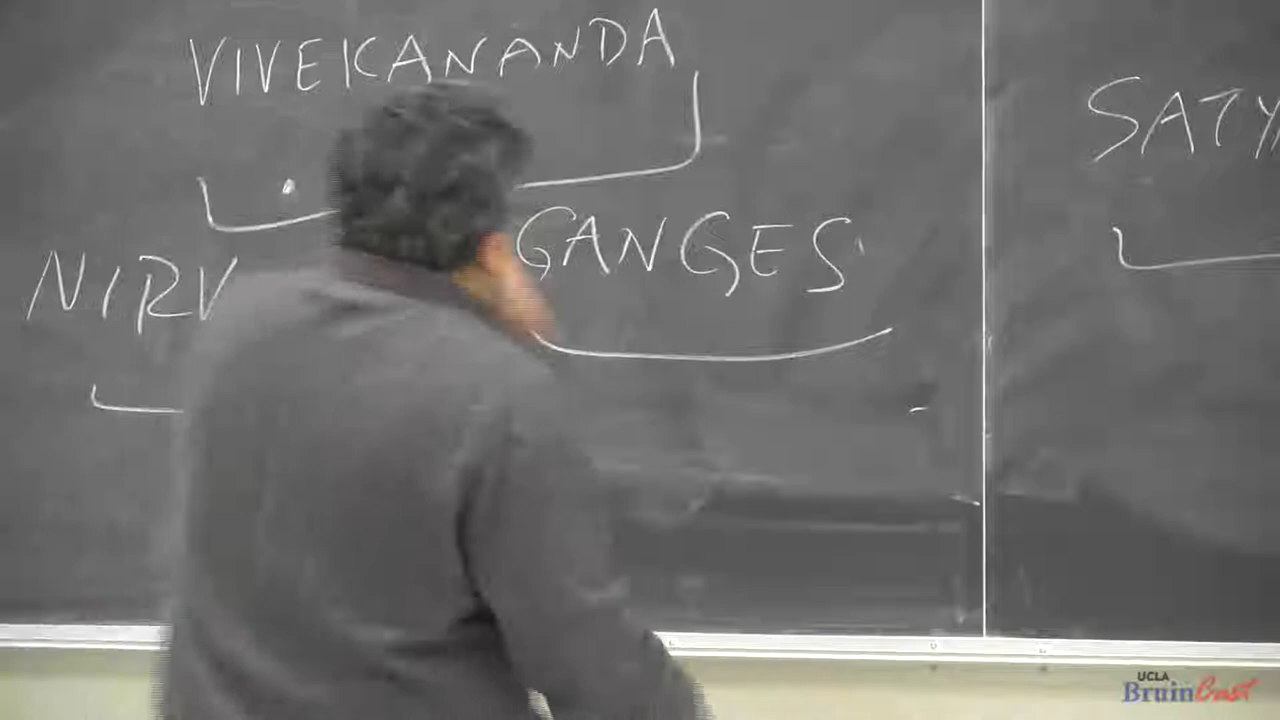 VIVEKANANDA
GANGES
NIRV
SATY
UCLA
BruinCast